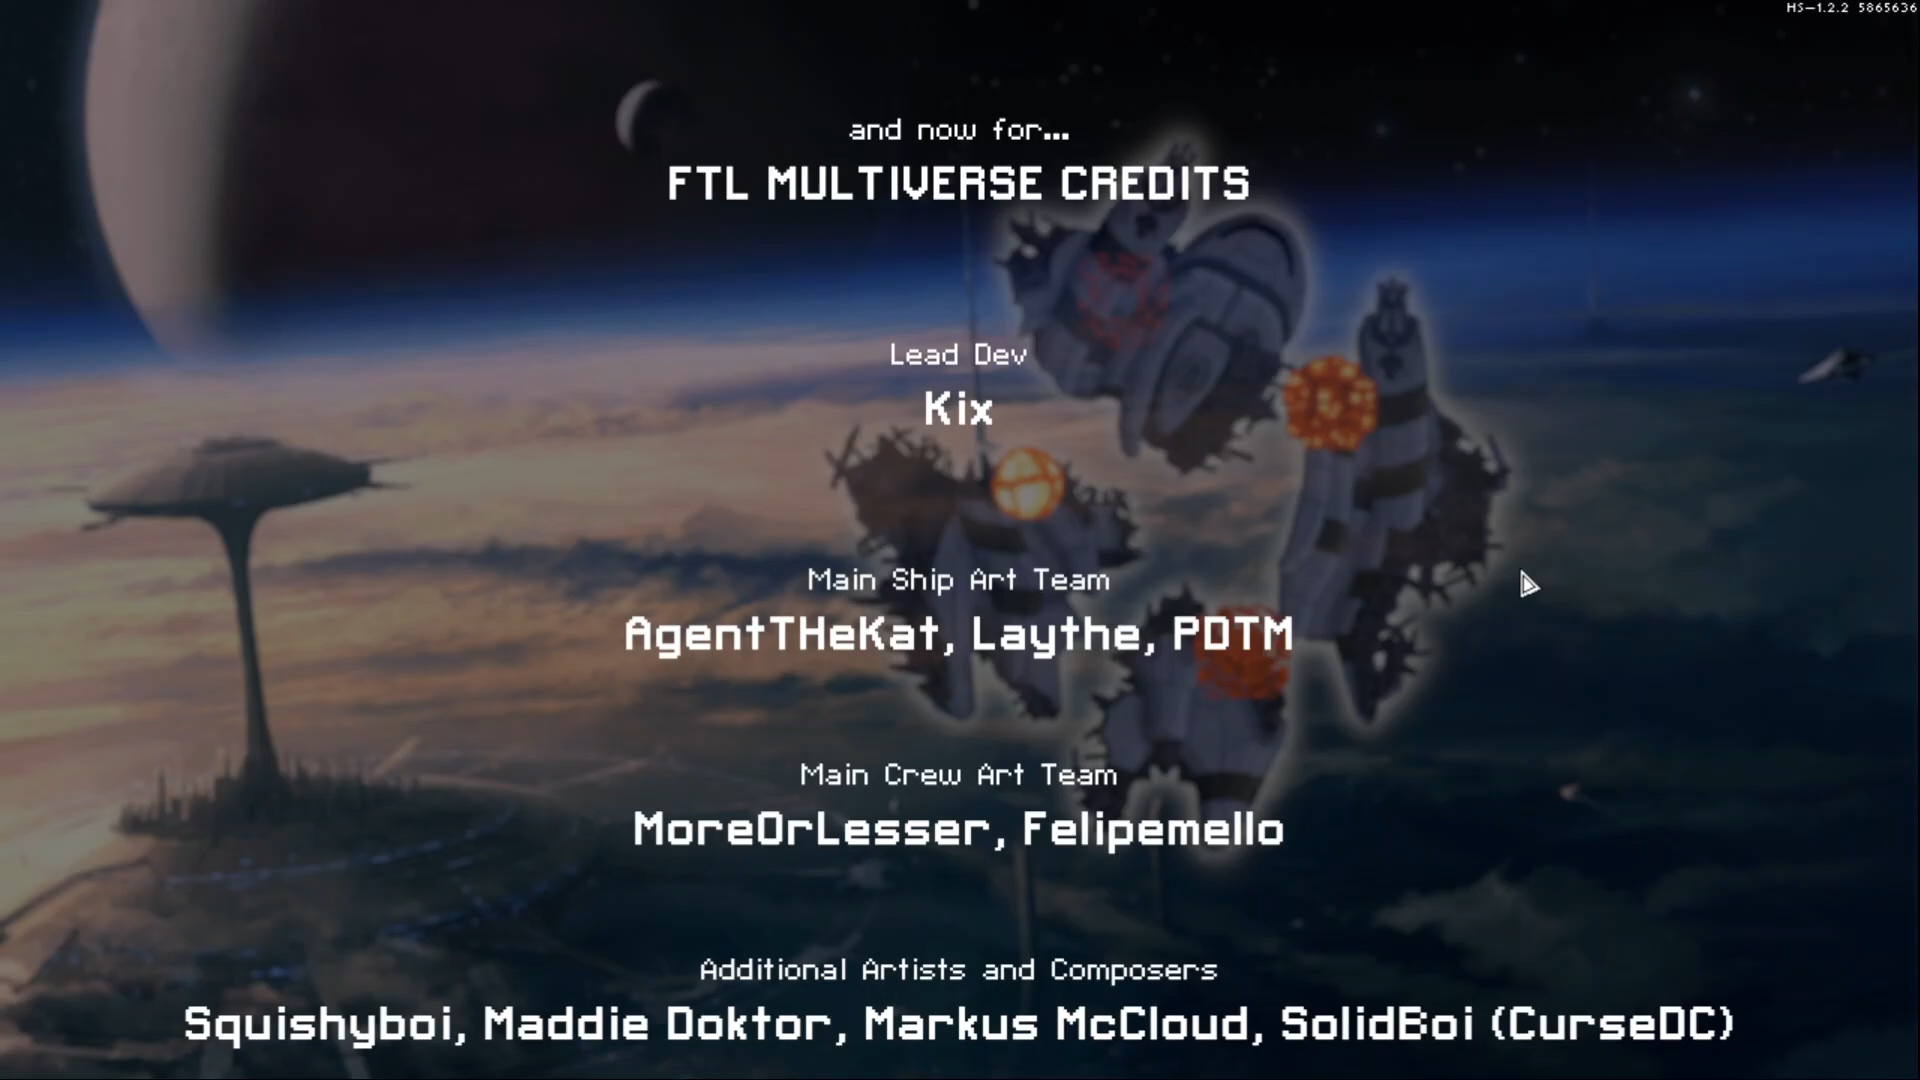 HS-1.2.2 5865636
and now for...
FTL MULTIVERSE CREDITS
Lead Dev
Kix
Main Ship Art Team
AgentTHeKat, Laythe, PDTM
Main Crew Art Team
MoreOrLesser, Felipemello
Additional Artists and Composers
Squishyboi, Maddie Doktor, Markus McCloud, SolidBoi (CurseDC)